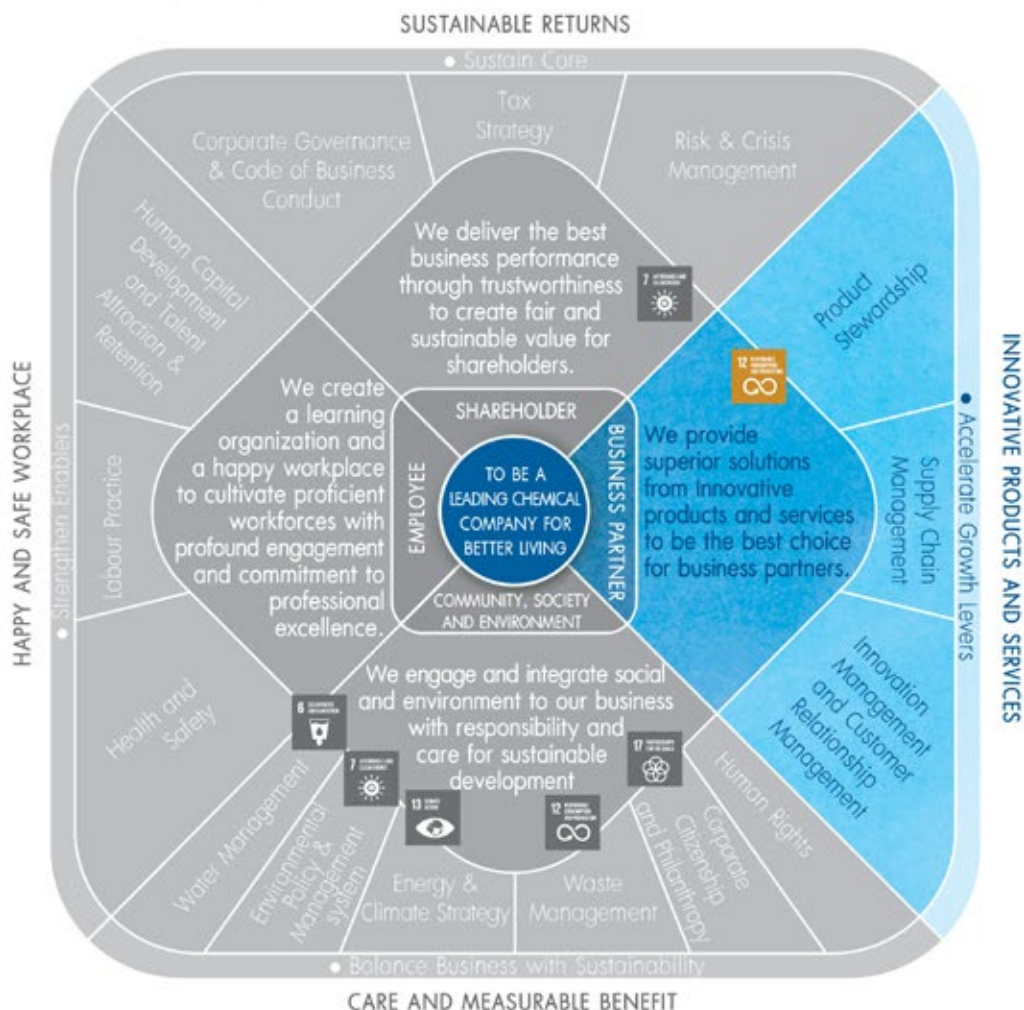 SUSTAINABLE RETURNS
• Sustain Core
Tax
Strategy
Corporate Governance
& Code of Business
Conduct
Risk & Crisis
Management
Human Capital
Development
and Talent
Attraction &
Retention
Product
Stewardship
We deliver the best
business performance
through trustworthiness
to create fair and
sustainable value for
shareholders.
7
12
HAPPY AND SAFE WORKPLACE
• Strengthen Enablers
Labour Practice
We create
a learning
organization and
a happy workplace
to cultivate proficient
workforces with
profound engagement
and commitment to
professional
excellence.
SHAREHOLDER
EMPLOYEE
TO BE A
LEADING CHEMICAL
COMPANY FOR
BETTER LIVING
BUSINESS PARTNER
COMMUNITY, SOCIETY
AND ENVIRONMENT
We provide
superior solutions
from Innovative
products and services
to be the best choice
for business partners.
Supply Chain
Management
• Accelerate Growth Levers
INNOVATIVE PRODUCTS AND SERVICES
Health and
Safety
We engage and integrate social
and environment to our business
with responsibility and
care for sustainable
development
6
7
13
12
17
Innovation
Management
and Customer
Relationship
Management
Water Management
Environmental
Policy &
Management
system
Energy &
Climate Strategy
Waste
Management
Corporate
Citizenship
and Philanthropy
Human Rights
• Balance Business with Sustainability
CARE AND MEASURABLE BENEFIT